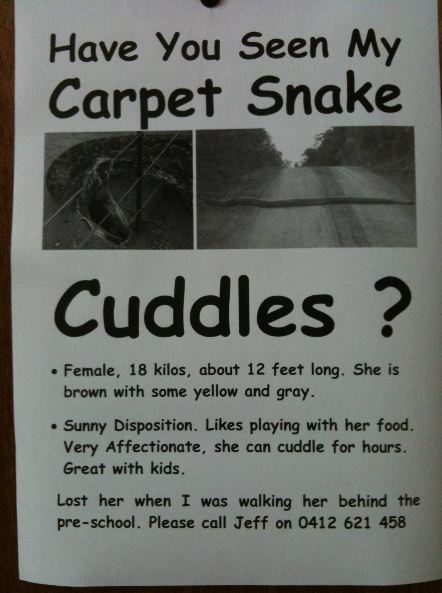 Have You Seen My
Carpet Snake
Cuddles ?
• Female, 18 kilos, about 12 feet long. She is
brown with some yellow and gray.
• Sunny Disposition. Likes playing with her food.
Very Affectionate, she can cuddle for hours.
Great with kids.
Lost her when I was walking her behind the
pre-school. Please call Jeff on 0412 621 458